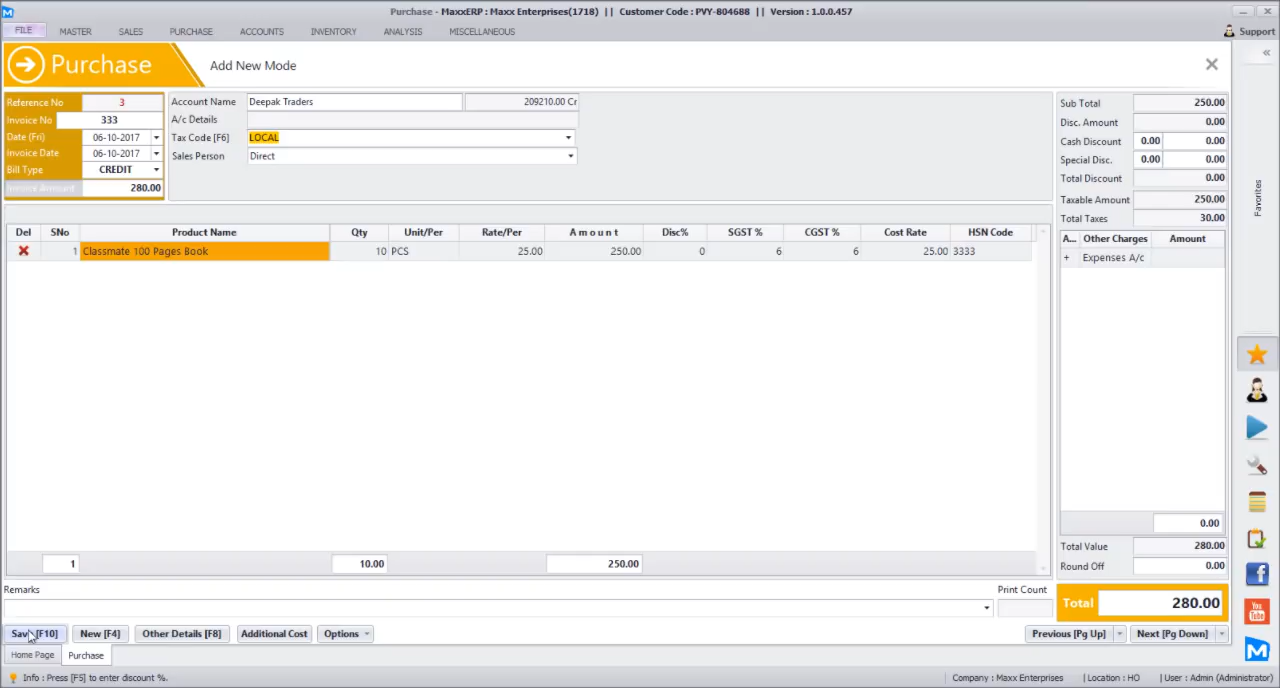 Purchase - MaxxERP : Maxx Enterprises(1718) || Customer Code : PVY-804688 || Version : 1.0.0.457
FILE MASTER SALES PURCHASE ACCOUNTS INVENTORY ANALYSIS MISCELLANEOUS Support
Purchase Add New Mode
Reference No 3 Account Name Deepak Traders 209210.00 Cr Sub Total 250.00
Invoice No 333 A/c Details Disc. Amount 0.00
Date (Fri) 06-10-2017 Tax Code [F6] LOCAL Cash Discount 0.00 0.00
Invoice Date 06-10-2017 Sales Person Direct Special Disc. 0.00 0.00
Bill Type CREDIT Total Discount 0.00
Invoice Amount 280.00 Taxable Amount 250.00
Total Taxes 30.00
Favorites
Del SNo Product Name Qty Unit/Per Rate/Per Amount Disc% SGST % CGST % Cost Rate HSN Code A... Other Charges Amount
1 Classmate 100 Pages Book 10 PCS 25.00 250.00 0 6 6 25.00 3333 + Expenses A/c
0.00
Total Value 280.00
1 10.00 250.00 Round Off 0.00
Remarks Print Count
Total 280.00
Save [F10] New [F4] Other Details [F8] Additional Cost Options Previous [Pg Up] Next [Pg Down]
Home Page Purchase
Info : Press [F5] to enter discount %. Company : Maxx Enterprises | Location : HO | User : Admin (Administrator)
You
Tube